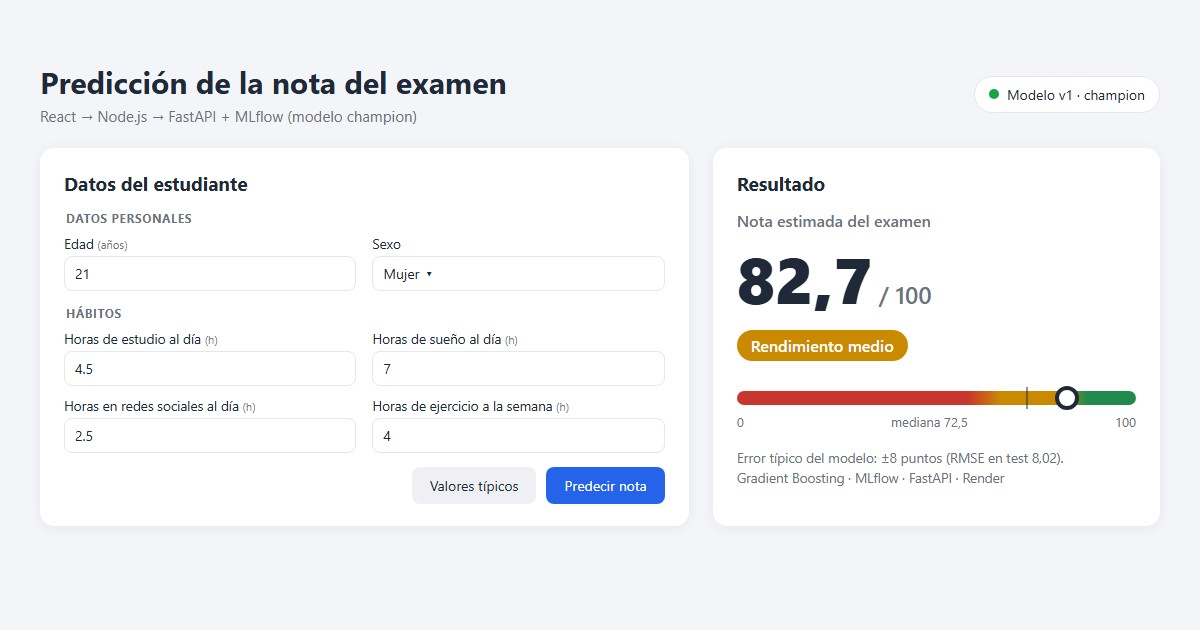 Predicción de la nota del examen
React → Node.js → FastAPI + MLflow (modelo champion)
Modelo v1 · champion
Datos del estudiante
DATOS PERSONALES
Edad (años)
Sexo
21
Mujer ▾
HÁBITOS
Horas de estudio al día (h)
Horas de sueño al día (h)
4.5
7
Horas en redes sociales al día (h)
Horas de ejercicio a la semana (h)
2.5
4
Valores típicos
Predecir nota
Resultado
Nota estimada del examen
82,7 / 100
Rendimiento medio
0
mediana 72,5
100
Error típico del modelo: ±8 puntos (RMSE en test 8,02).
Gradient Boosting · MLflow · FastAPI · Render